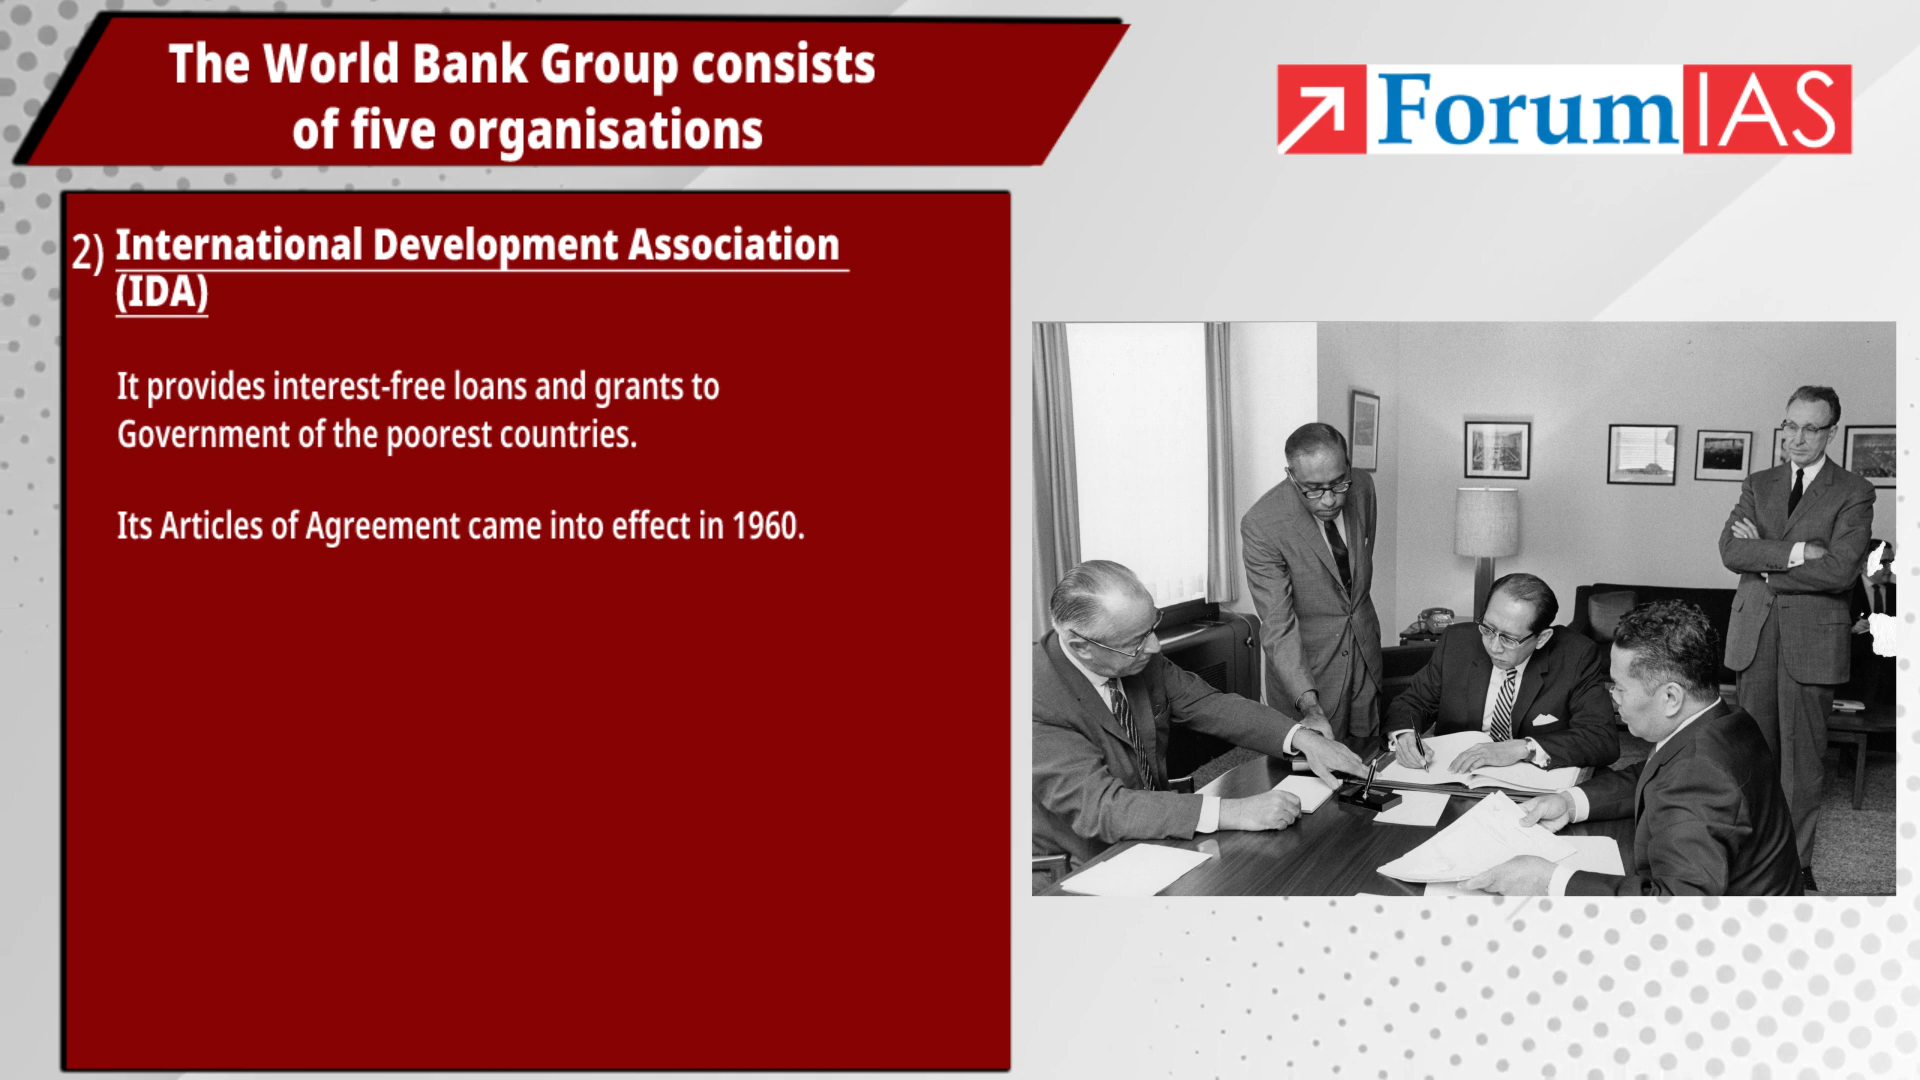 The World Bank Group consists
of five organisations
ForumIAS
2) International Development Association
(IDA)
It provides interest-free loans and grants to
Government of the poorest countries.
Its Articles of Agreement came into effect in 1960.